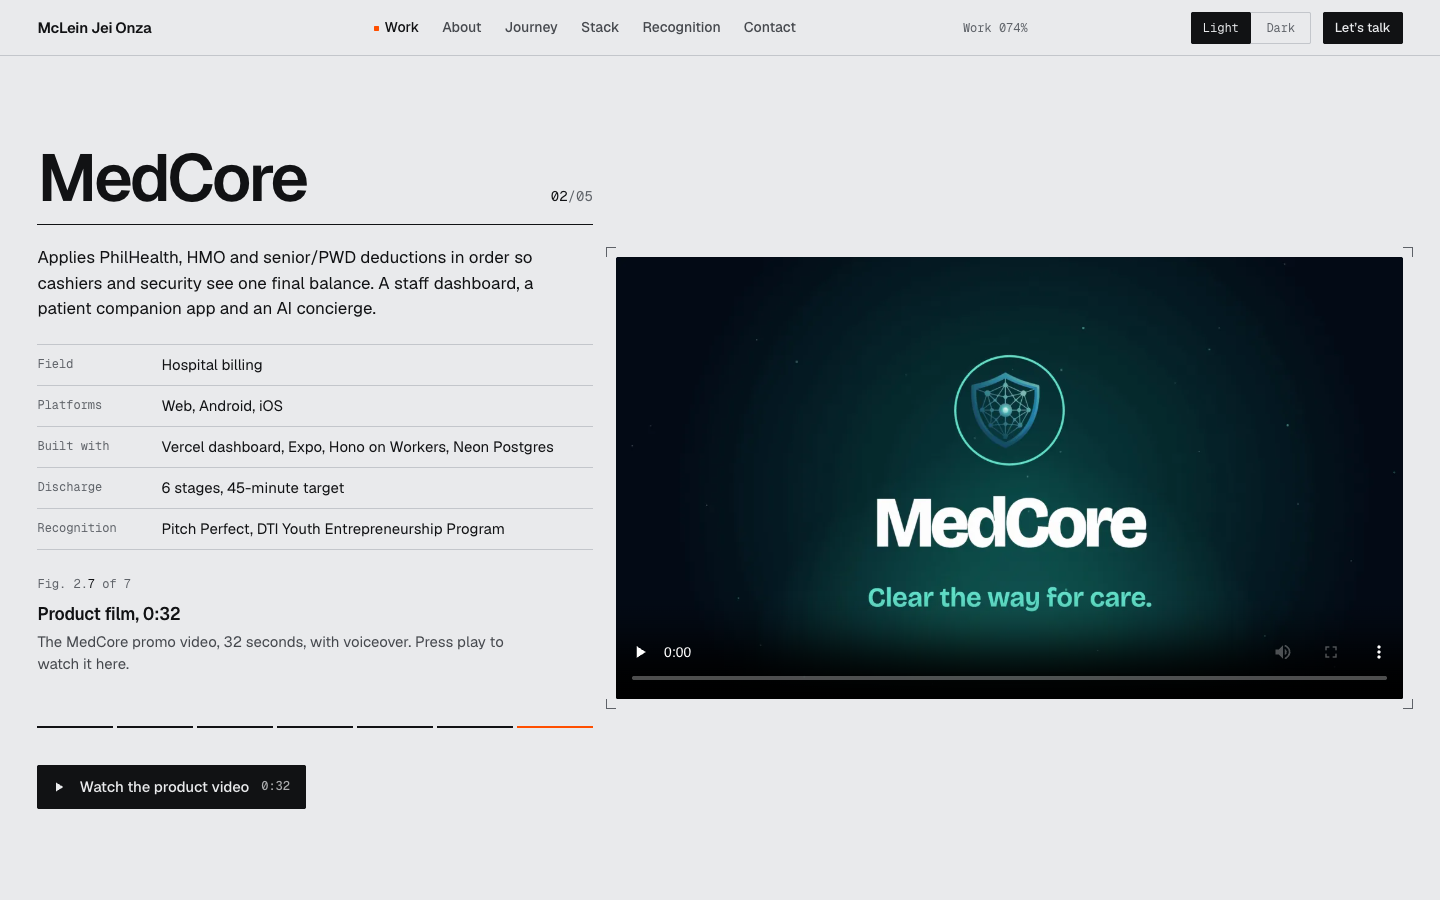 McLein Jei Onza
Work
About
Journey
Stack
Recognition
Contact
Work 074%
Light
Dark
Let's talk
MedCore
02/05
Applies PhilHealth, HMO and senior/PWD deductions in order so
cashiers and security see one final balance. A staff dashboard, a
patient companion app and an AI concierge.
Field
Hospital billing
Platforms
Web, Android, iOS
Built with
Vercel dashboard, Expo, Hono on Workers, Neon Postgres
Discharge
6 stages, 45-minute target
Recognition
Pitch Perfect, DTI Youth Entrepreneurship Program
Fig. 2.7 of 7
Product film, 0:32
The MedCore promo video, 32 seconds, with voiceover. Press play to
watch it here.
Watch the product video 0:32
MedCore
Clear the way for care.
0:00